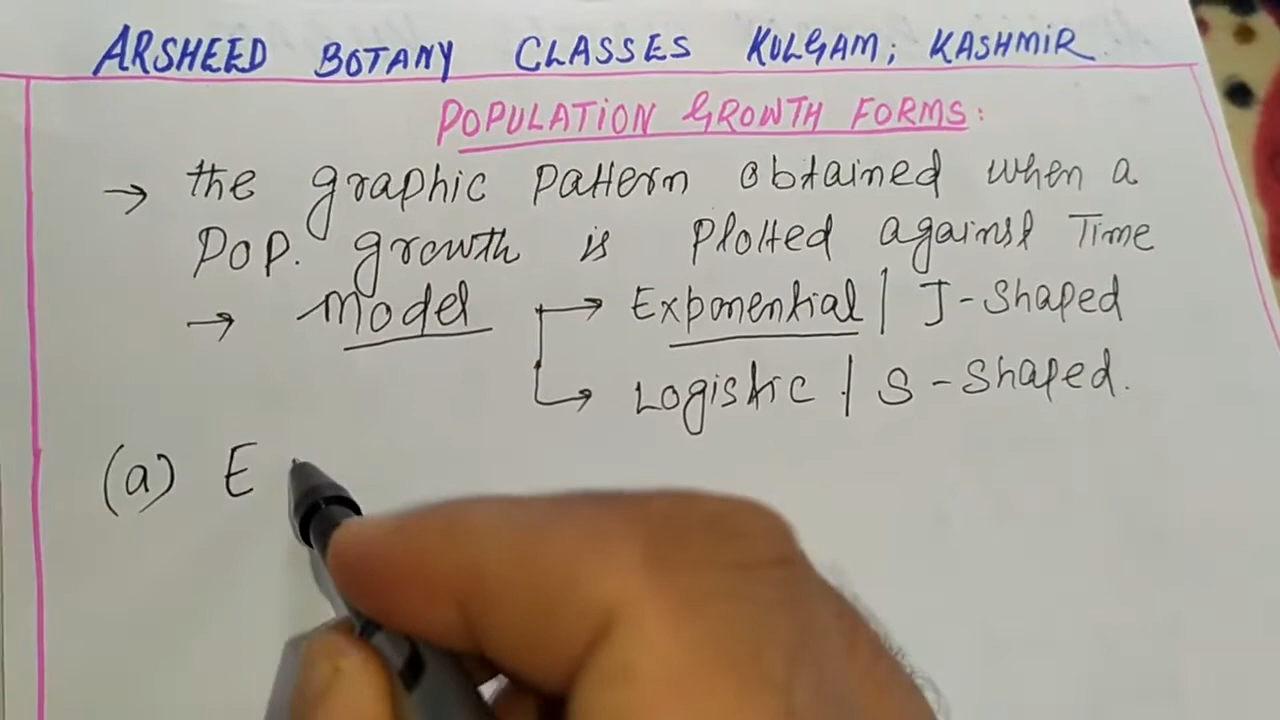 ARSHEED BOTANY CLASSES KULGAM, KASHMIR.
POPULATION GROWTH FORMS:
→ the graphic pattern obtained when a
POP. growth is Plotted against Time
→ Model → Exponential / J-Shaped
→ Logistic / S-Shaped.
(a) E